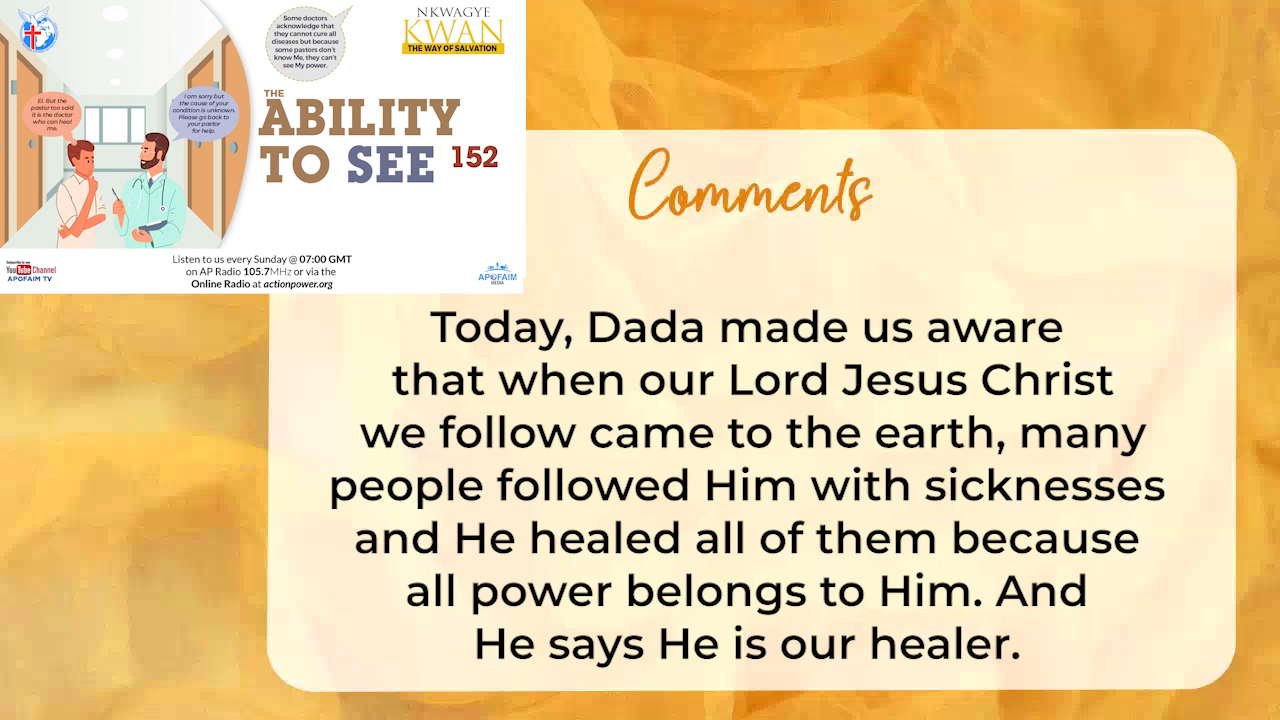 Some doctors
acknowledge that
they cannot cure all
diseases but because
some pastors don't
know Me, they can't
see My power.
NKWAGYE
KWAN
THE WAY OF SALVATION
EI. But the
pastor too said
it is the doctor
who can heal
me.
I am sorry but
the cause of your
condition is unknown.
Please go back to
your pastor
for help.
THE
ABILITY
TO SEE 152
Subscribe to our
YouTube Channel
APOFAIM TV
Listen to us every Sunday @ 07:00 GMT
on AP Radio 105.7MHz or via the
Online Radio at actionpower.org
APOFAIM
MEDIA
Comments
Today, Dada made us aware
that when our Lord Jesus Christ
we follow came to the earth, many
people followed Him with sicknesses
and He healed all of them because
all power belongs to Him. And
He says He is our healer.